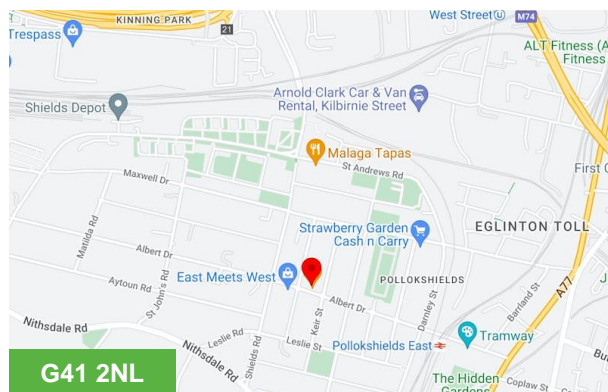 KINNING PARK
Trespass
21
West Street
M74
ALT Fitness (A
Fitness
Shields Depot
Arnold Clark Car & Van
Rental, Kilbirnie Street
Malaga Tapas
St Andrews Rd
First C
Maxwell Dr
Strawberry Garden
Cash n Carry
EGLINTON TOLL
Matilda Rd
Albert Dr
East Meets West
POLLOKSHIELDS
A77
Aytoun Rd
St John's Rd
Albert Dr
Darnley St
Barrland St
J
Nithsdale Rd
Kerr St
Leslie Rd
Shields Rd
Leslie St
Pollokshields East
Tramway
Nithsdale Rd
Bu
G41 2NL
The Hidden
Gardens
Coplaw St